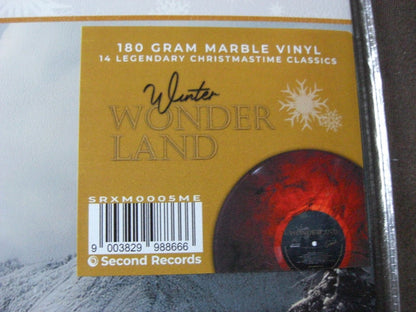 180 GRAM MARBLE VINYL
14 LEGENDARY CHRISTMASTIME CLASSICS
Winter
WONDER
LAND
SRXM0005ME
9 003829 988666
Second Records